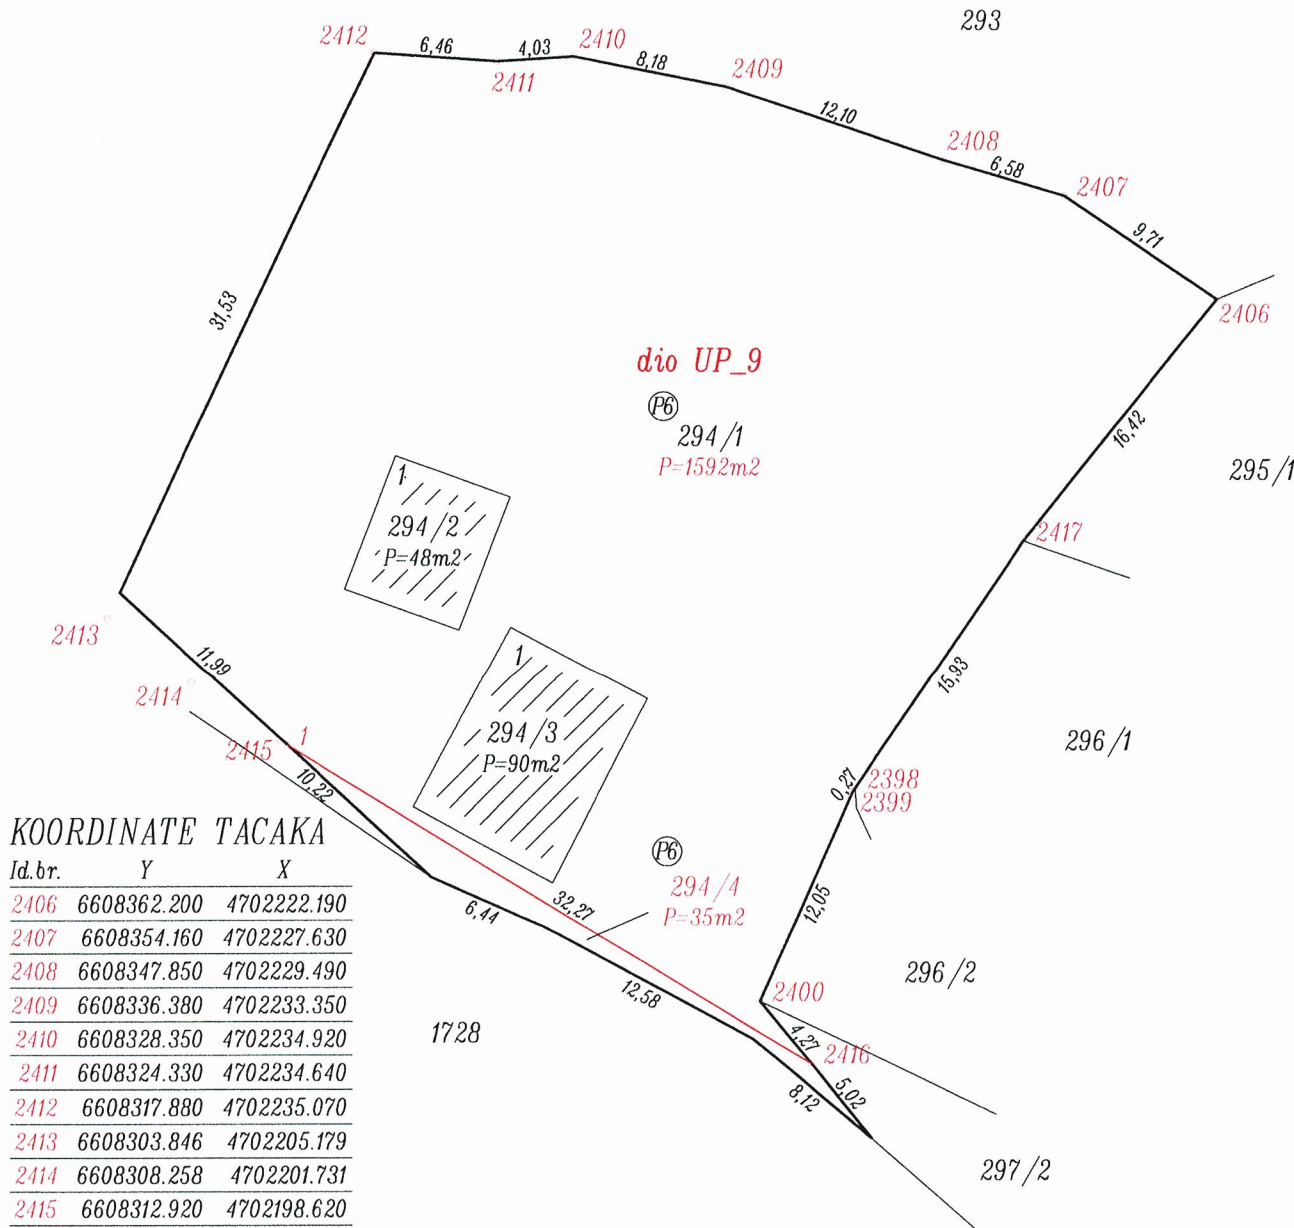 293
2412
6,46
4,03
2410
2411
8,18
2409
12,10
2408
6,58
2407
9,71
2406
31,53
dio UP_9
P6
294/1
P=1592m2
16,42
295/1
1
294/2
P=48m2
2417
2413
11,99
2414
1
294/3
P=90m2
15,93
296/1
1
2415
10,22
0,27
2398
2399
P6
294/4
P=35m2
32,27
12,05
6,44
12,58
296/2
2400
1728
4,27
2416
5,02
8,12
297/2
KOORDINATE TACAKA
Id.br. Y X
2406 6608362.200 4702222.190
2407 6608354.160 4702227.630
2408 6608347.850 4702229.490
2409 6608336.380 4702233.350
2410 6608328.350 4702234.920
2411 6608324.330 4702234.640
2412 6608317.880 4702235.070
2413 6608303.846 4702205.179
2414 6608308.258 4702201.731
2415 6608312.920 4702198.620